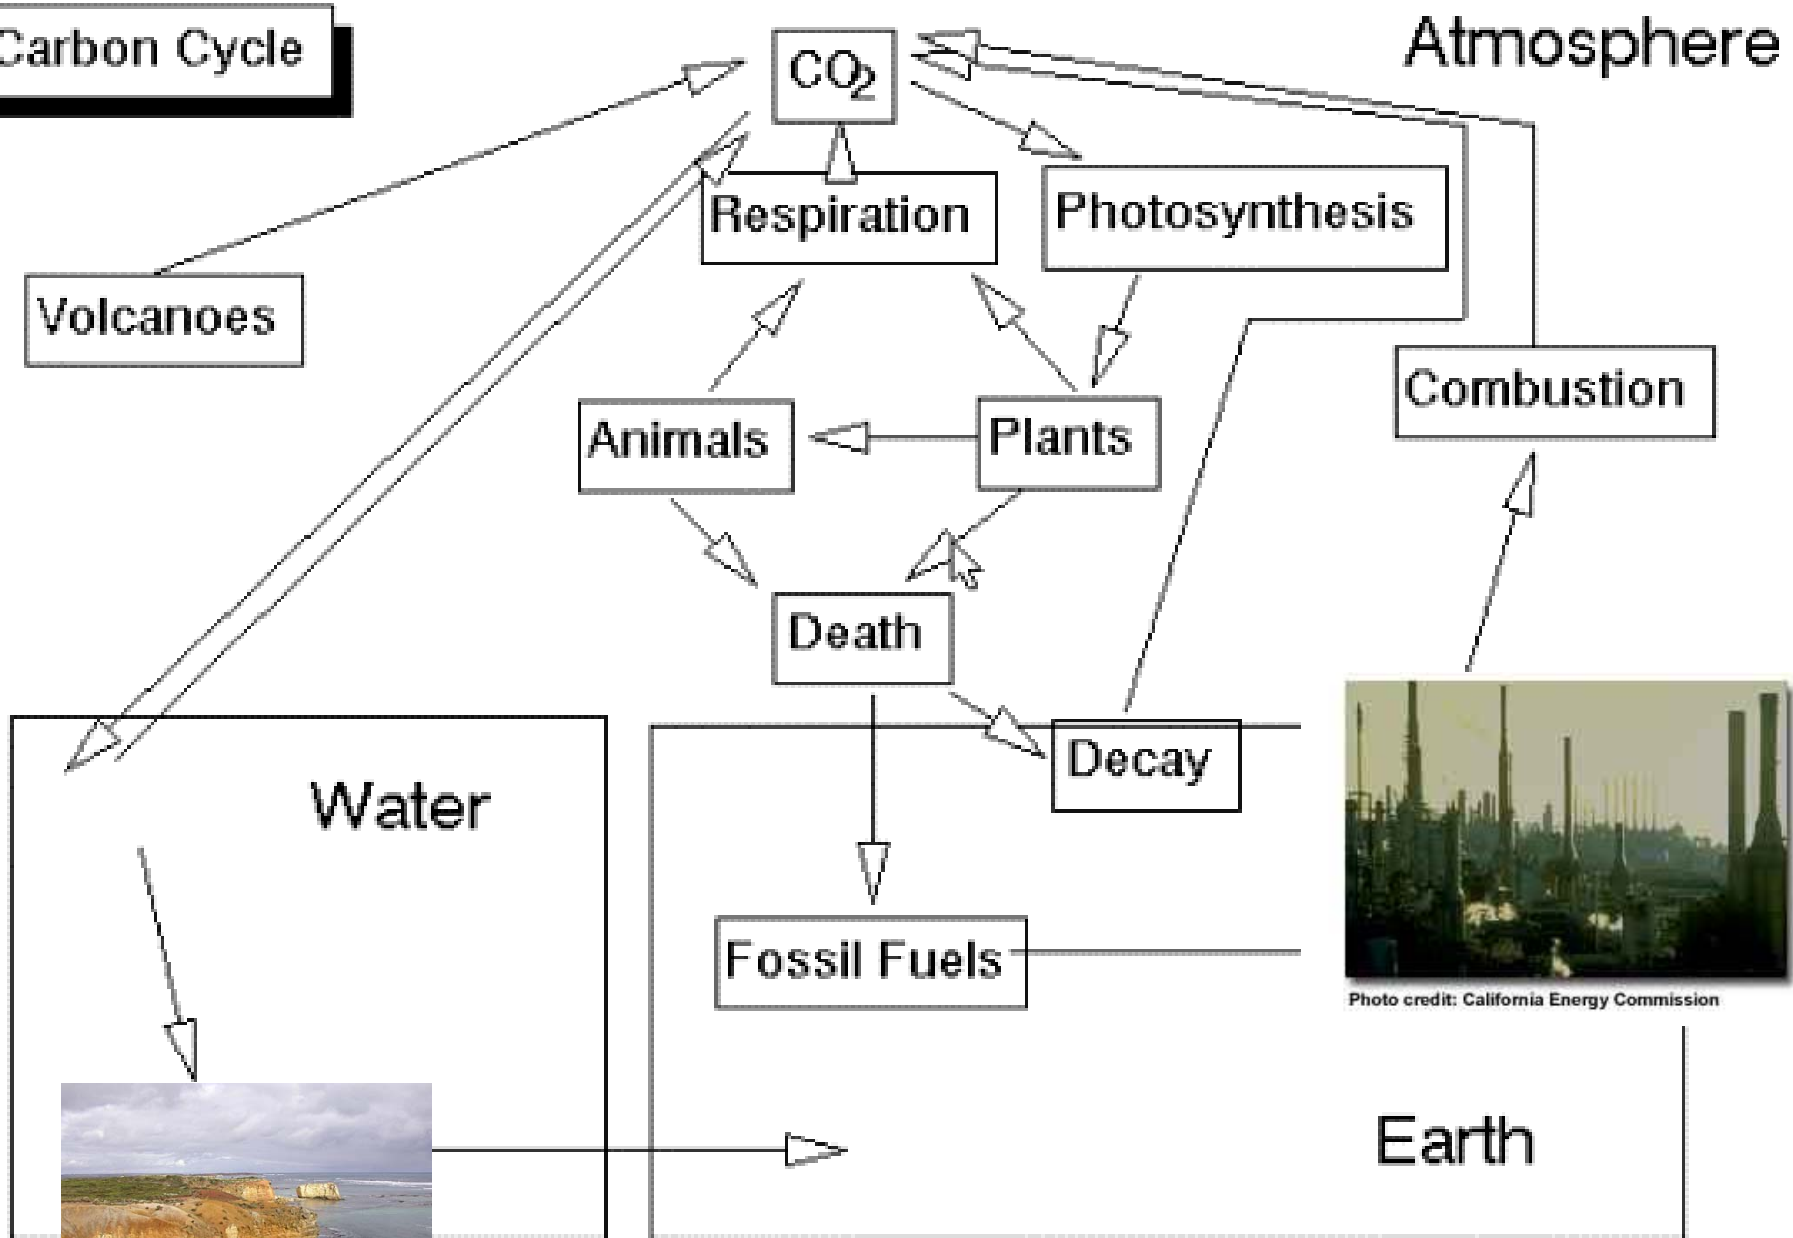 Carbon Cycle
Atmosphere
CO2
Respiration
Photosynthesis
Volcanoes
Combustion
Animals
Plants
Death
Decay
Water
Fossil Fuels
Photo credit: California Energy Commission
Earth